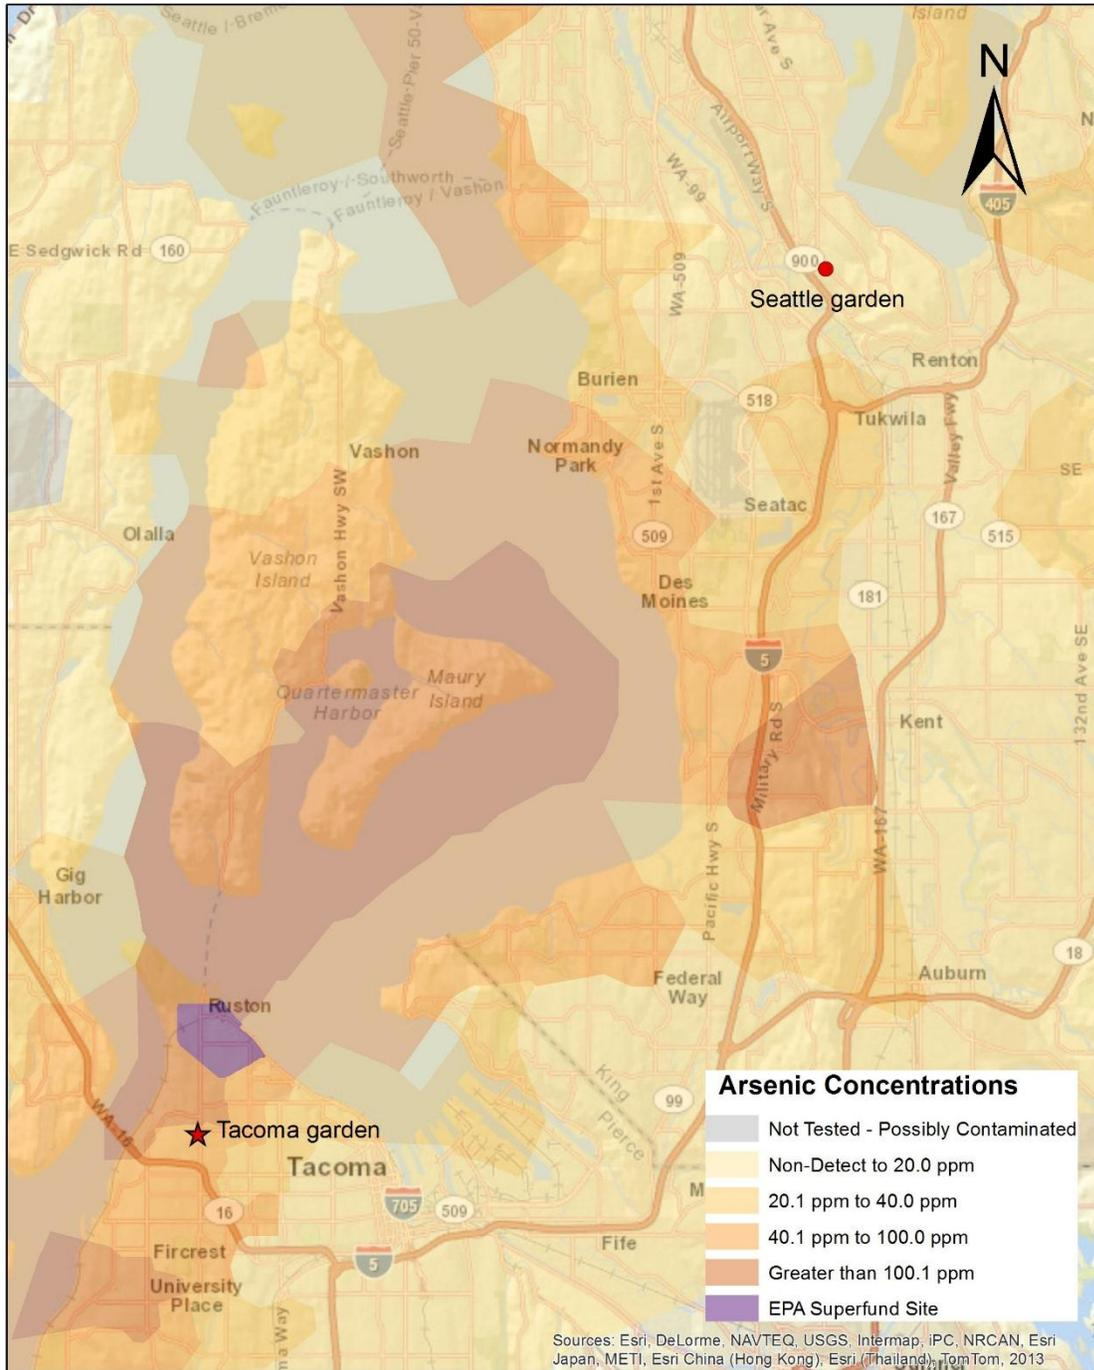 Seattle / Breme
Seattle-Pier 50-V
Island
N
Airport Way S
WA-99
Fauntleroy / Southworth
Fauntleroy / Vashon
405
E Sedgwick Rd
160
WA-509
900
Seattle garden
Renton
Burien
518
Tukwila
Valley Fwy
Vashon
Normandy
Park
1st Ave S
SE
Seatac
167
Olalla
509
515
Vashon
Island
Vashon Hwy SW
Des
Moines
181
5
132nd Ave SE
Maury
Island
Quartermaster
Harbor
Kent
Military Rd S
WA-167
Pacific Hwy S
Gig
Harbor
18
Federal
Way
Auburn
Ruston
King
Pierce
99
WA-16
Tacoma garden
Tacoma
705
509
16
Fife
5
Fircrest
University
Place
Arsenic Concentrations
Not Tested - Possibly Contaminated
Non-Detect to 20.0 ppm
20.1 ppm to 40.0 ppm
40.1 ppm to 100.0 ppm
Greater than 100.1 ppm
EPA Superfund Site
Sources: Esri, DeLorme, NAVTEQ, USGS, Intermap, iPC, NRCAN, Esri
Japan, METI, Esri China (Hong Kong), Esri (Thailand), TomTom, 2013